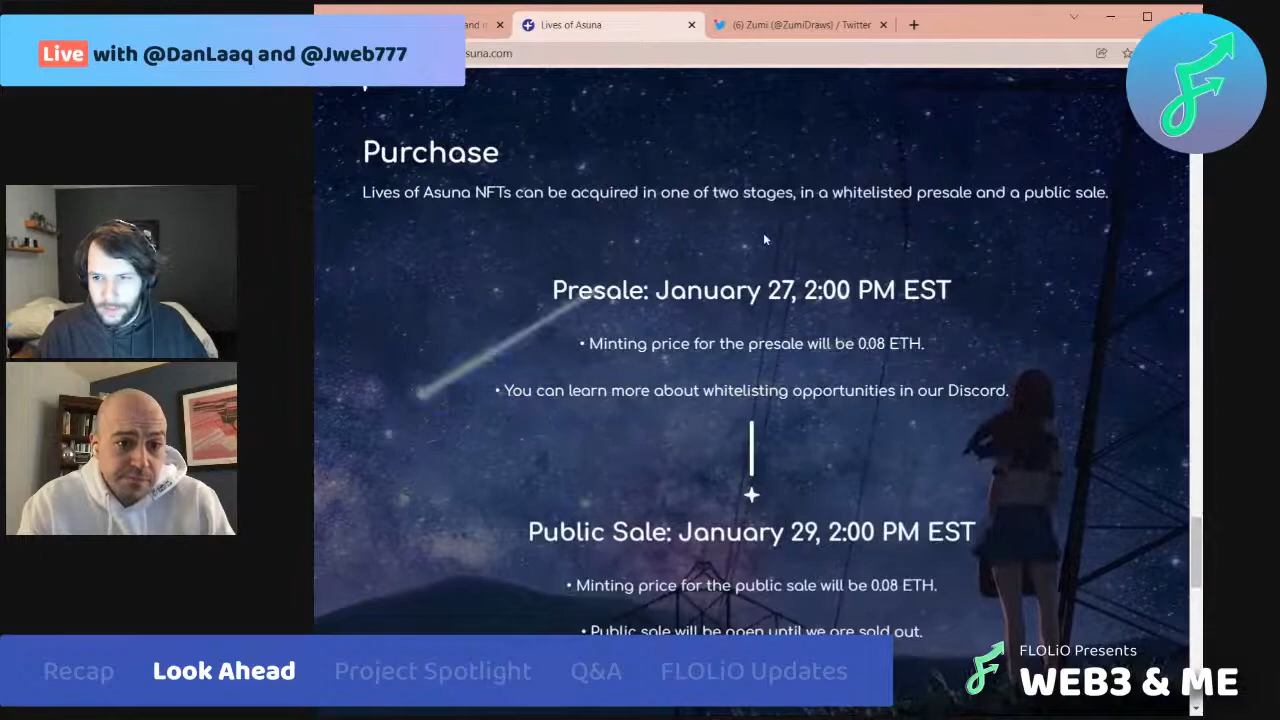 Live with @DanLaaq and @Jweb777
Lives of Asuna
(6) Zumi (@ZumiDraws) / Twitter
suna.com
Purchase
Lives of Asuna NFTs can be acquired in one of two stages, in a whitelisted presale and a public sale.
Presale: January 27, 2:00 PM EST
• Minting price for the presale will be 0.08 ETH.
• You can learn more about whitelisting opportunities in our Discord.
Public Sale: January 29, 2:00 PM EST
• Minting price for the public sale will be 0.08 ETH.
• Public sale will be open until we are sold out.
Recap Look Ahead Project Spotlight Q&A FLOLiO Updates
FLOLiO Presents
WEB3 & ME